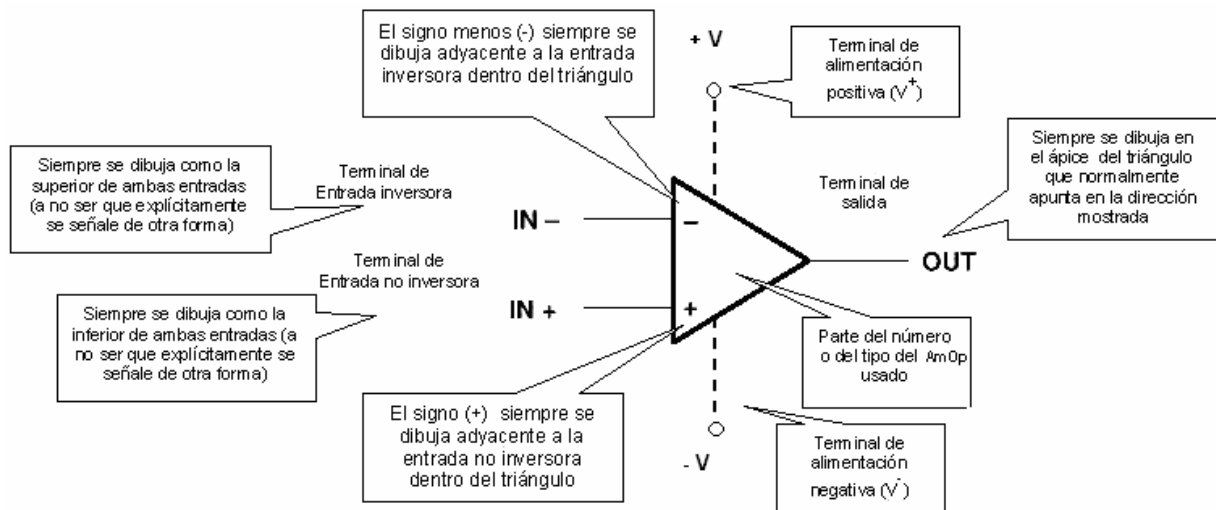 El signo menos (-) siempre se
dibuja adyacente a la entrada
inversora dentro del triángulo
+ V
Terminal de
alimentación
positiva (V+)
Siempre se dibuja como la
superior de ambas entradas
(a no ser que explícitamente
se señale de otra forma)
Terminal de
Entrada inversora
IN –
–
Terminal de
salida
Siempre se dibuja en
el ápice del triángulo
que normalmente
apunta en la dirección
mostrada
OUT
Terminal de
Entrada no inversora
IN +
+
Siempre se dibuja como la
inferior de ambas entradas (a
no ser que explícitamente se
señale de otra forma)
Parte del número
o del tipo del AmOp
usado
El signo (+) siempre se
dibuja adyacente a la
entrada no inversora
dentro del triángulo
- V
Terminal de
alimentación
negativa (V-)